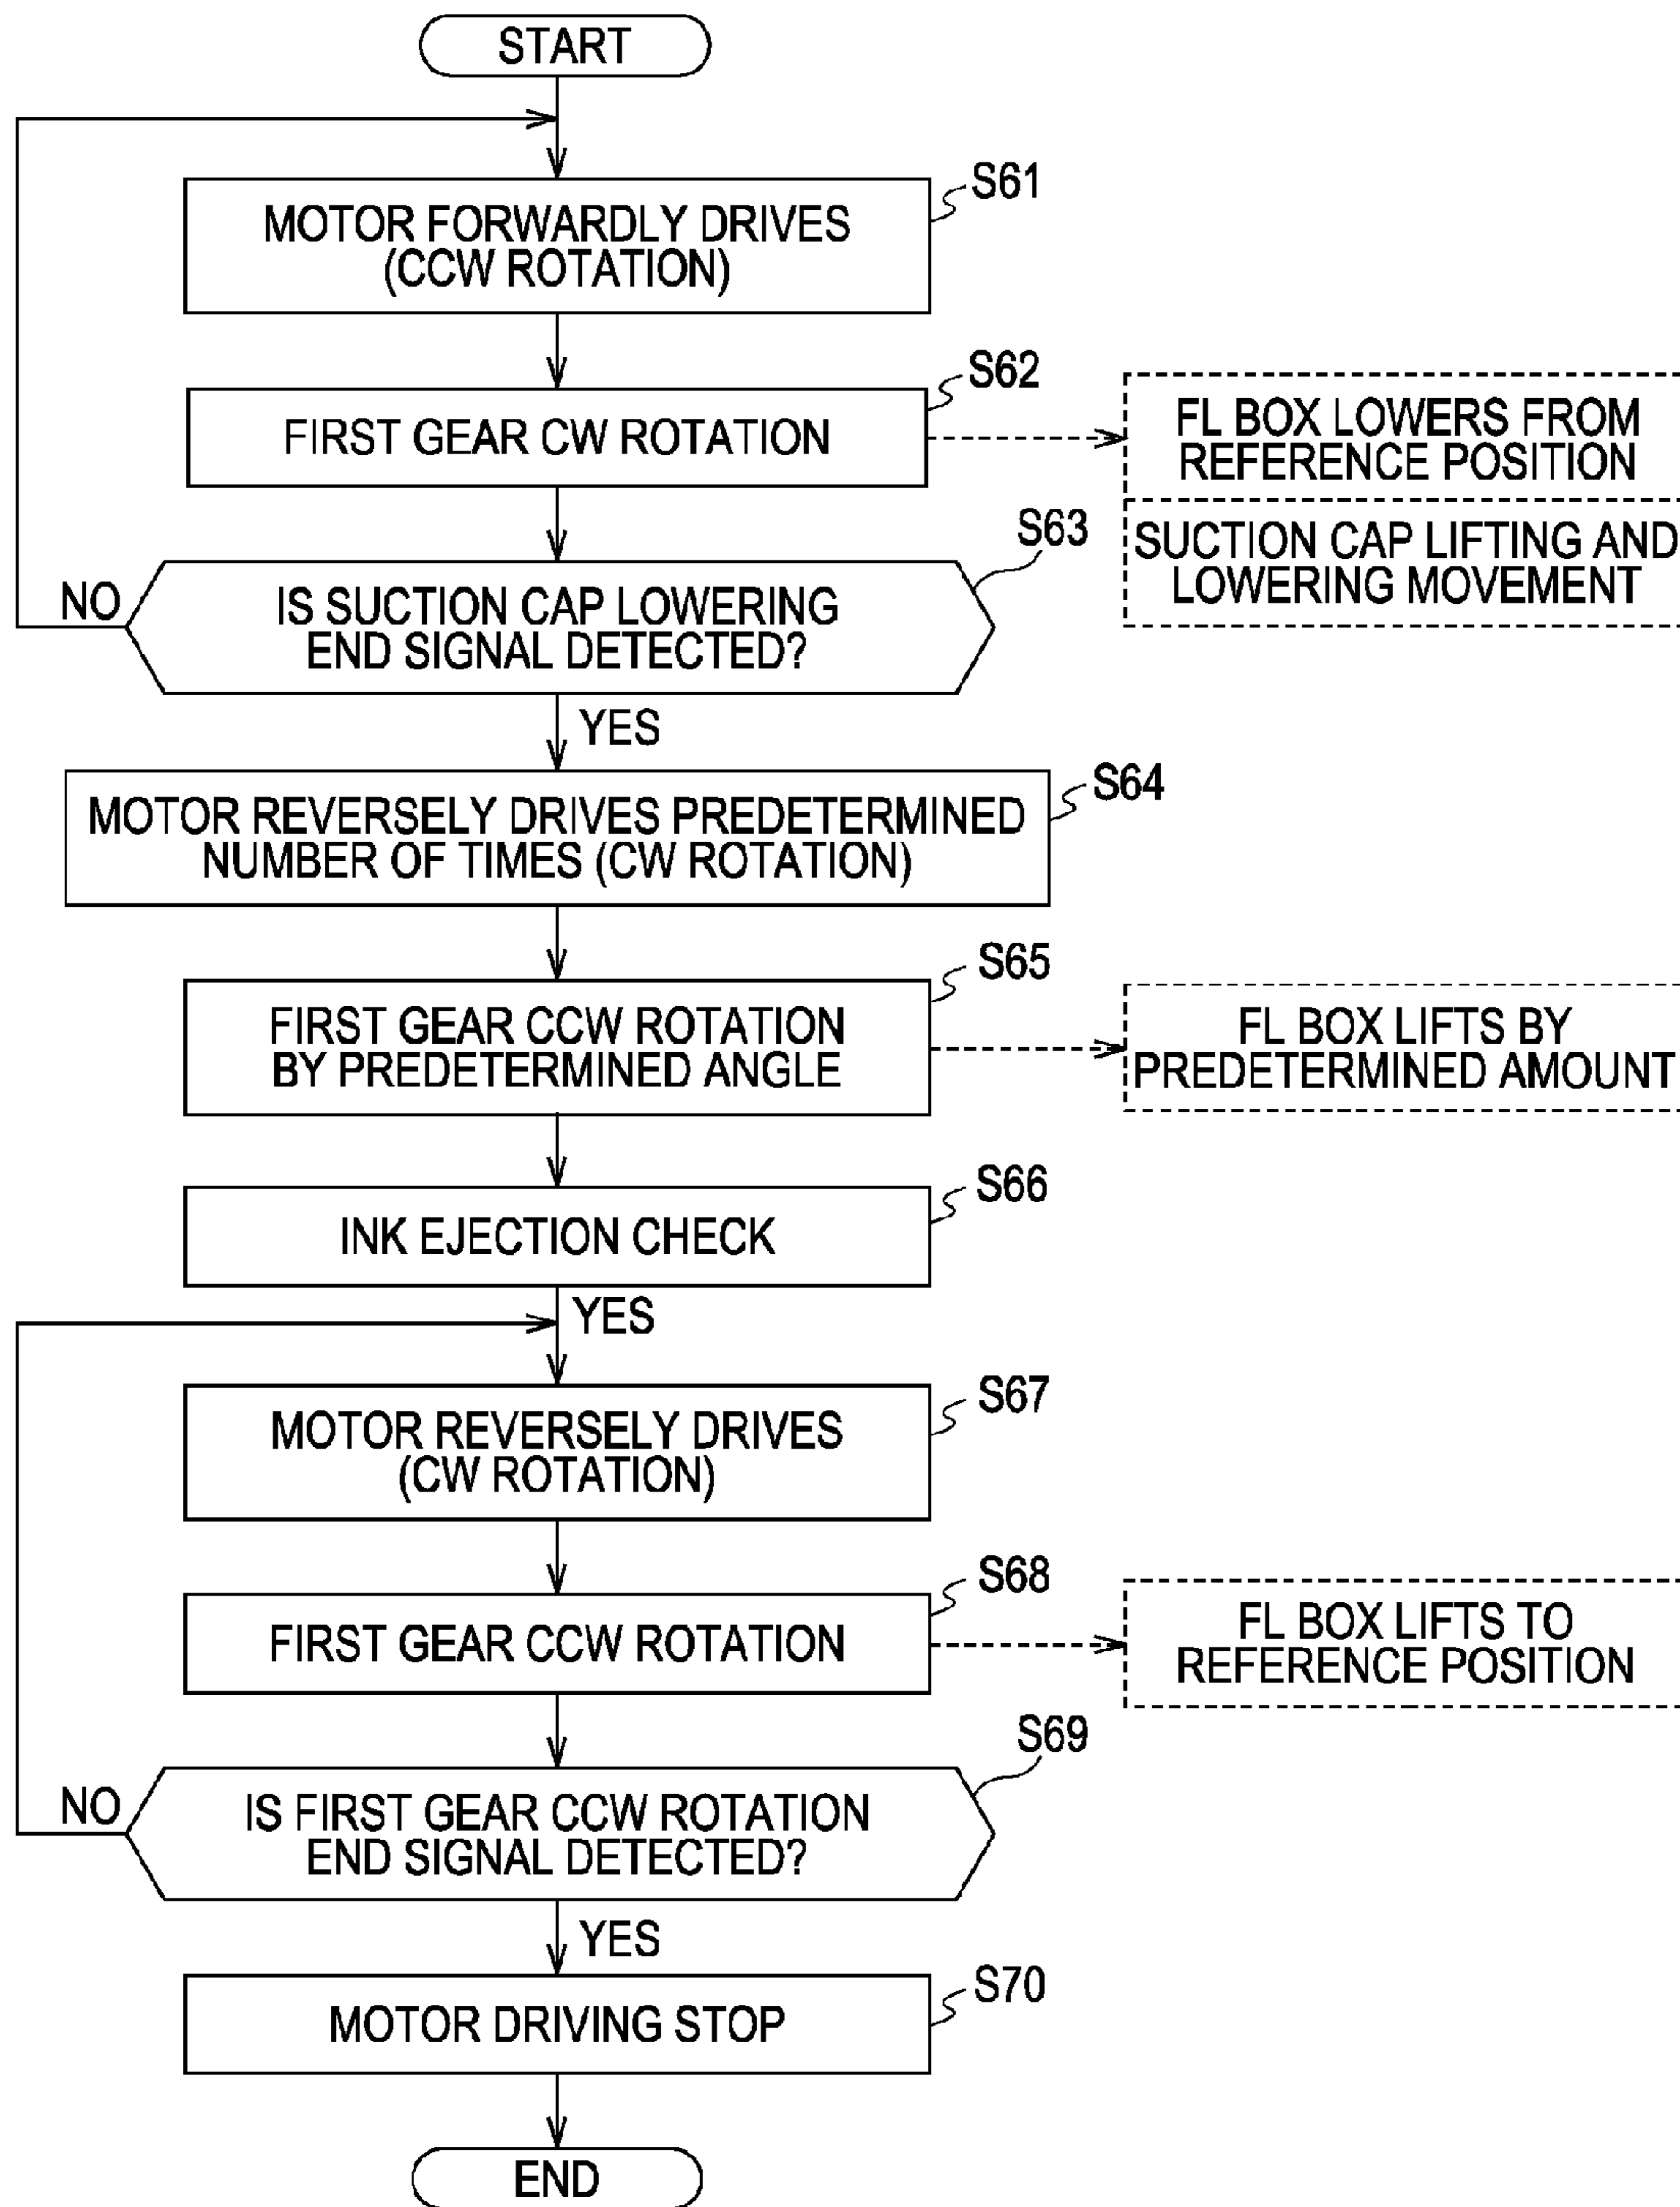 START
S61
MOTOR FORWARDLY DRIVES
(CCW ROTATION)
S62
FIRST GEAR CW ROTATION
FL BOX LOWERS FROM
REFERENCE POSITION
SUCTION CAP LIFTING AND
LOWERING MOVEMENT
S63
NO
IS SUCTION CAP LOWERING
END SIGNAL DETECTED?
YES
S64
MOTOR REVERSELY DRIVES PREDETERMINED
NUMBER OF TIMES (CW ROTATION)
S65
FIRST GEAR CCW ROTATION
BY PREDETERMINED ANGLE
FL BOX LIFTS BY
PREDETERMINED AMOUNT
S66
INK EJECTION CHECK
YES
S67
MOTOR REVERSELY DRIVES
(CW ROTATION)
S68
FIRST GEAR CCW ROTATION
FL BOX LIFTS TO
REFERENCE POSITION
S69
NO
IS FIRST GEAR CCW ROTATION
END SIGNAL DETECTED?
YES
S70
MOTOR DRIVING STOP
END